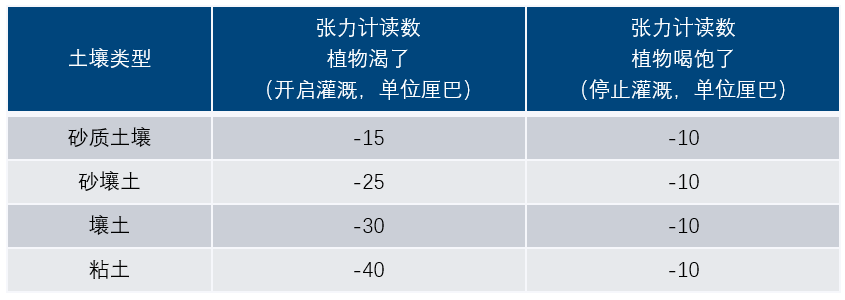 土壤类型
张力计读数
植物渴了
（开启灌溉，单位厘巴）
张力计读数
植物喝饱了
（停止灌溉，单位厘巴）
砂质土壤 -15 -10
砂壤土 -25 -10
壤土 -30 -10
粘土 -40 -10